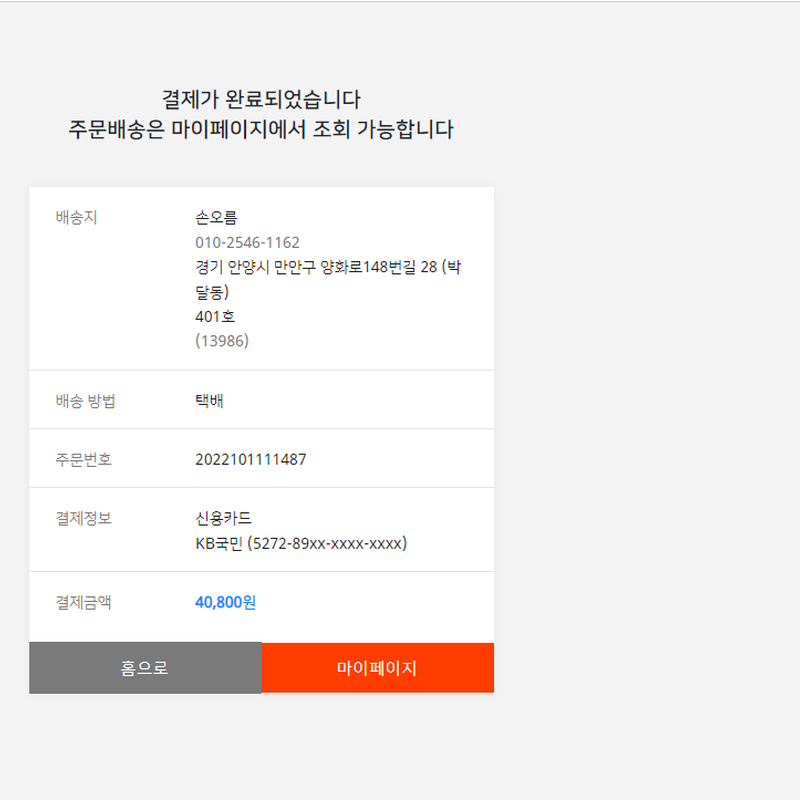 결제가 완료되었습니다
주문배송은 마이페이지에서 조회 가능합니다
배송지
손오름
010-2546-1162
경기 안양시 만안구 양화로148번길 28 (박
달동)
401호
(13986)
배송 방법
택배
주문번호
2022101111487
결제정보
신용카드
KB국민 (5272-89xx-xxxx-xxxx)
결제금액
40,800원
홈으로
마이페이지